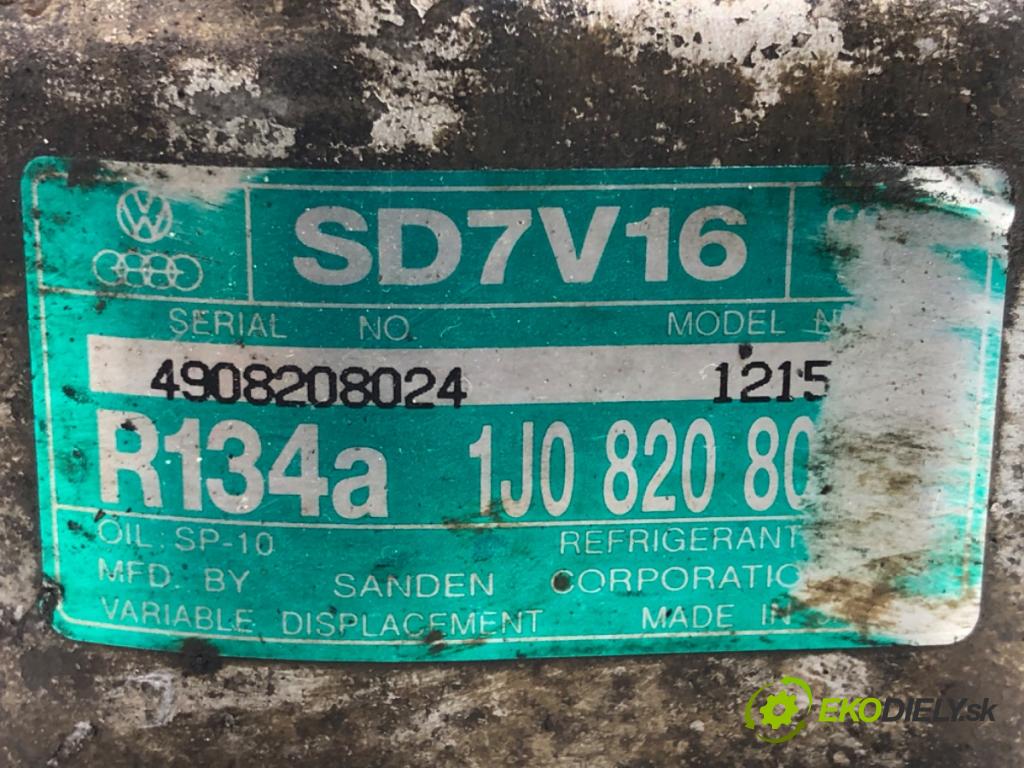 SD7V16
SERIAL NO. MODEL
4908208024 1215
R134a 1J0 820 80
OIL SP-10 REFRIGERANT
MFD. BY SANDEN CORPORATIO
VARIABLE DISPLACEMENT MADE IN
EKODIELY.sk